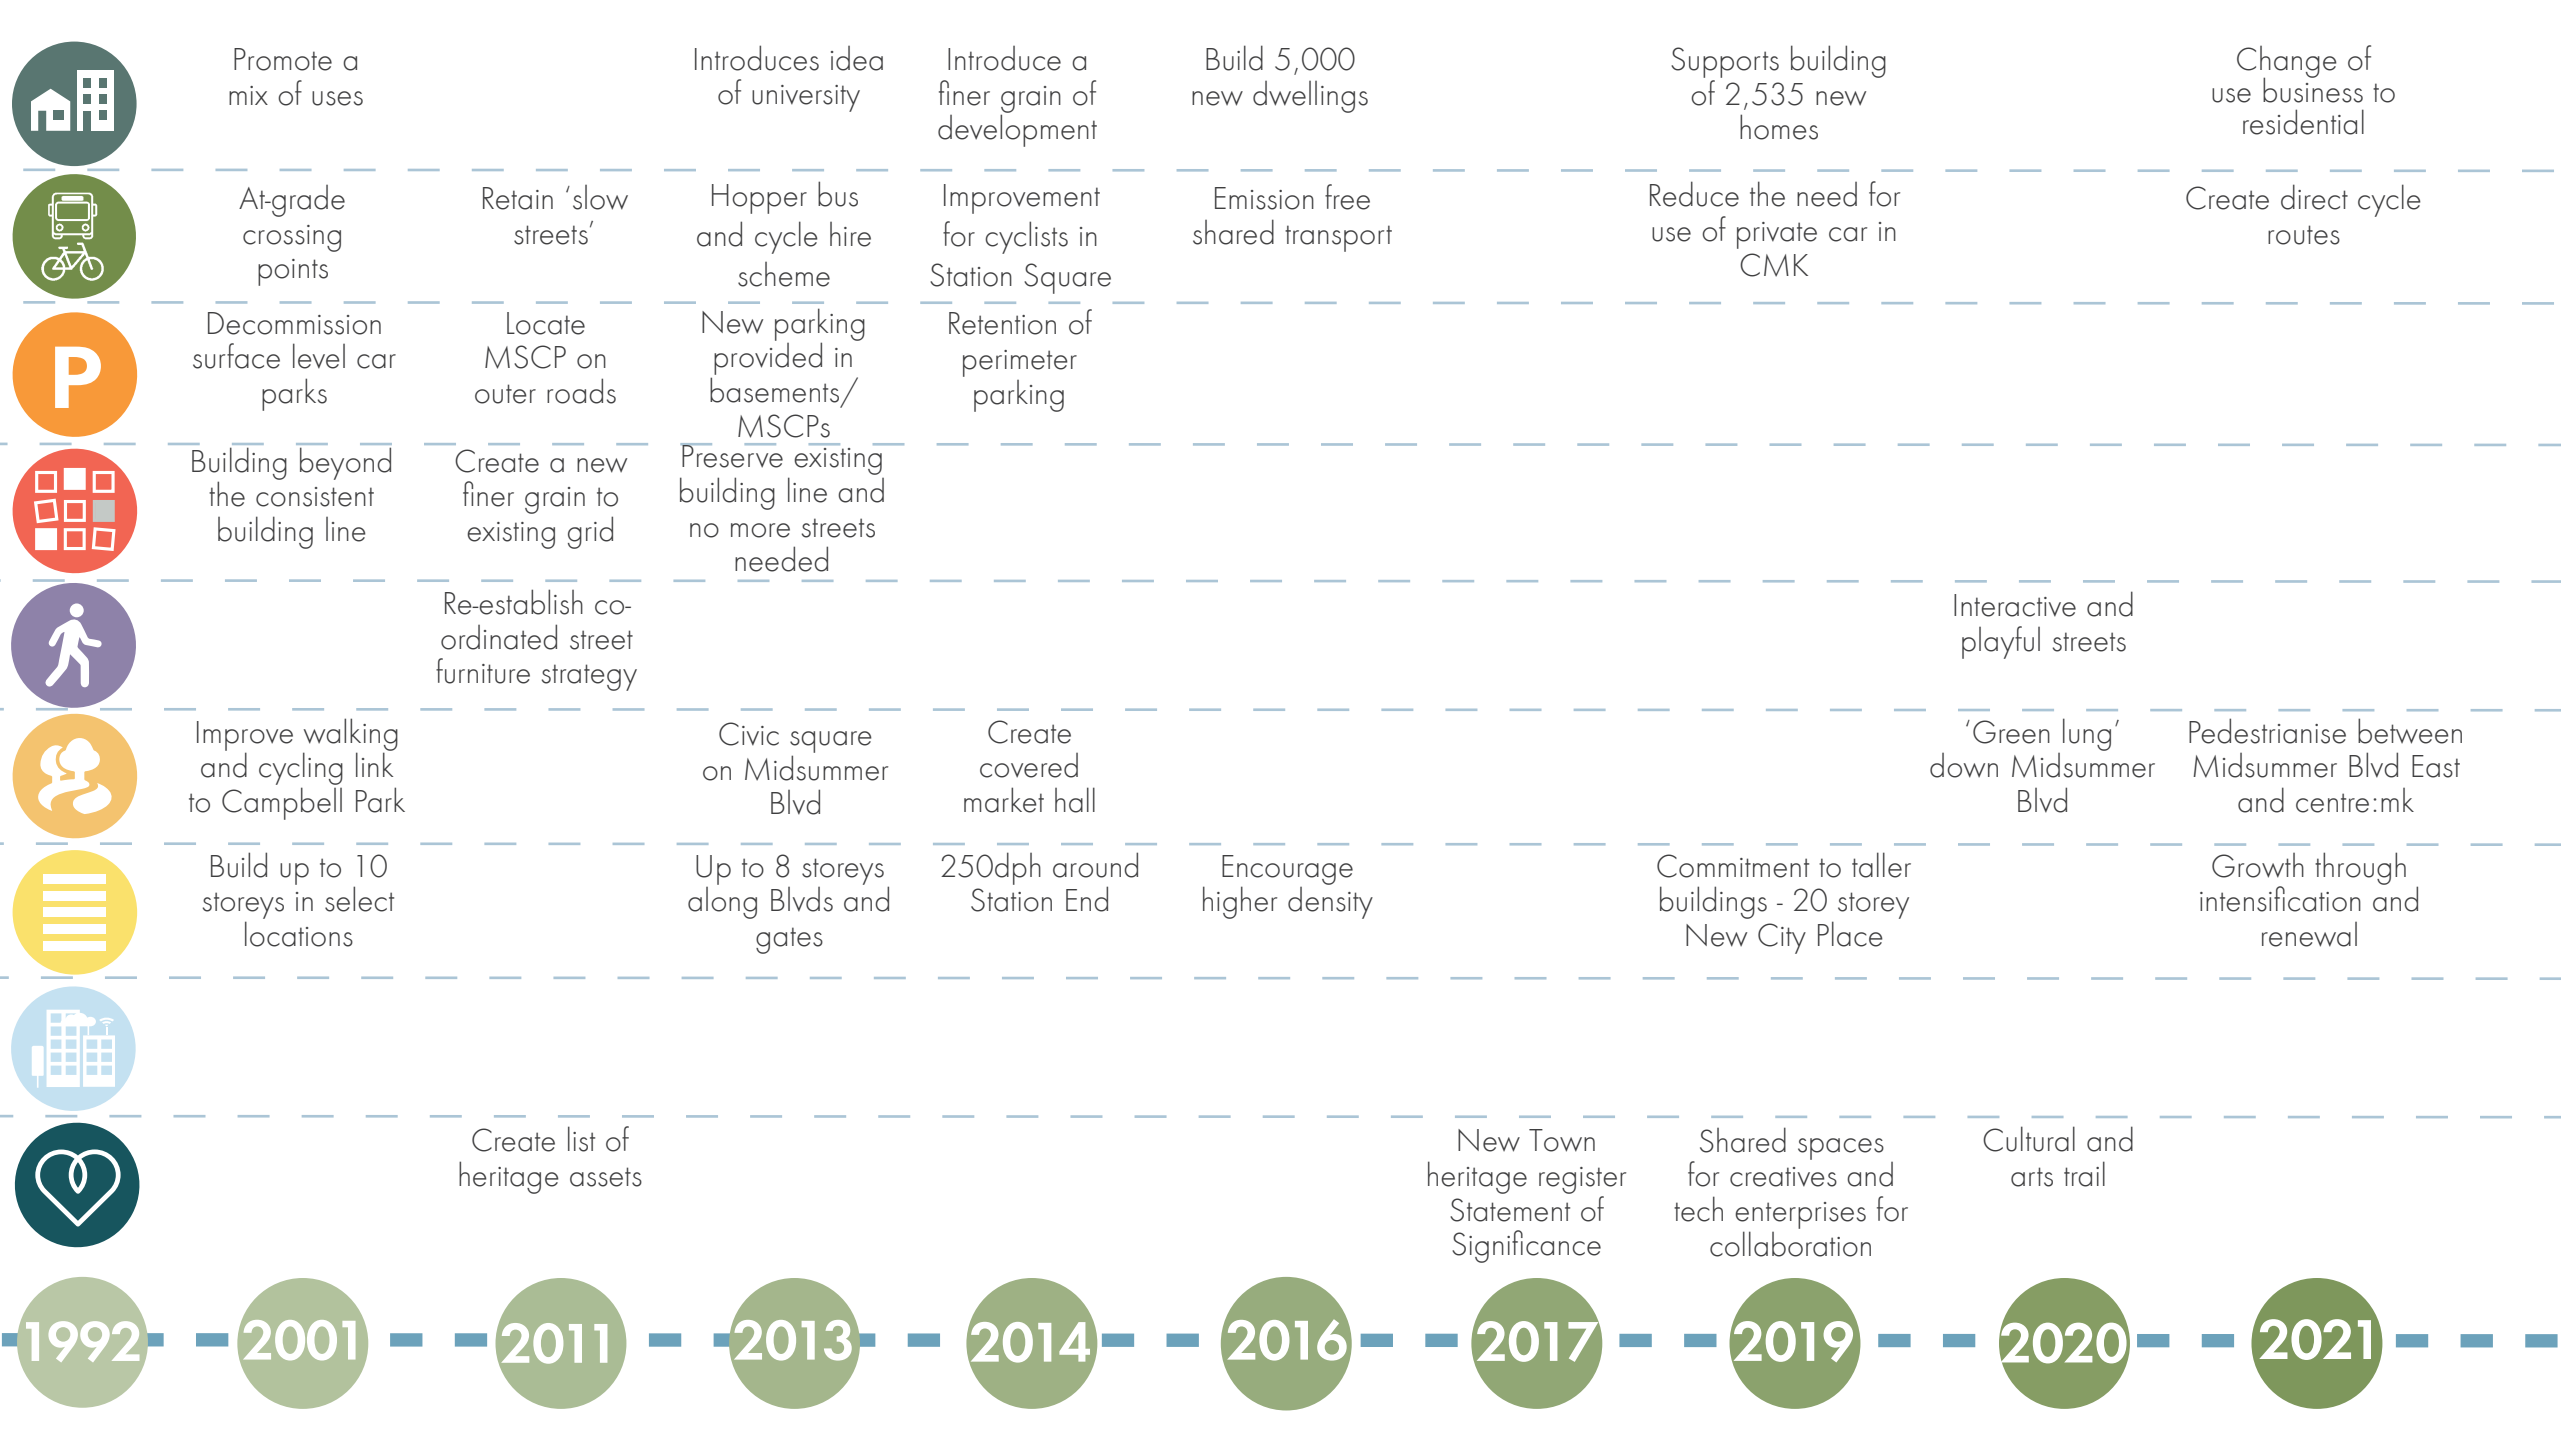 Promote a
mix of uses
Introduces idea
of university
Introduce a
finer grain of
development
Build 5,000
new dwellings
Supports building
of 2,535 new
homes
Change of
use business to
residential
At-grade
crossing
points
Retain ‘slow
streets’
Hopper bus
and cycle hire
scheme
Improvement
for cyclists in
Station Square
Emission free
shared transport
Reduce the need for
use of private car in
CMK
Create direct cycle
routes
P
Decommission
surface level car
parks
Locate
MSCP on
outer roads
New parking
provided in
basements/
MSCPs
Retention of
perimeter
parking
Building beyond
the consistent
building line
Create a new
finer grain to
existing grid
Preserve existing
building line and
no more streets
needed
Re-establish co-
ordinated street
furniture strategy
Interactive and
playful streets
Improve walking
and cycling link
to Campbell Park
Civic square
on Midsummer
Blvd
Create
covered
market hall
‘Green lung’
down Midsummer
Blvd
Pedestrianise between
Midsummer Blvd East
and centre:mk
Build up to 10
storeys in select
locations
Up to 8 storeys
along Blvds and
gates
250dph around
Station End
Encourage
higher density
Commitment to taller
buildings - 20 storey
New City Place
Growth through
intensification and
renewal
Create list of
heritage assets
New Town
heritage register
Statement of
Significance
Shared spaces
for creatives and
tech enterprises for
collaboration
Cultural and
arts trail
1992
2001
2011
2013
2014
2016
2017
2019
2020
2021